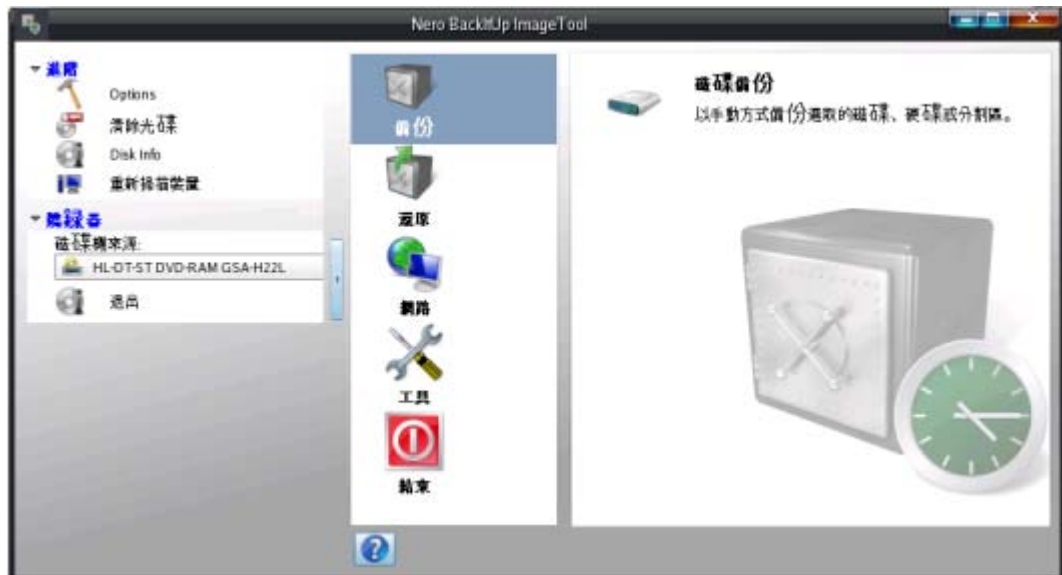 Nero BackItUp ImageTool
進階
Options
清除光碟
Disk Info
重新掃描裝置
燒錄器
磁碟機來源:
HL-DT-ST DVD-RAM GSA-H22L
退出
備份
還原
網路
工具
結束
磁碟備份
以手動方式備份選取的磁碟、硬碟或分割區。